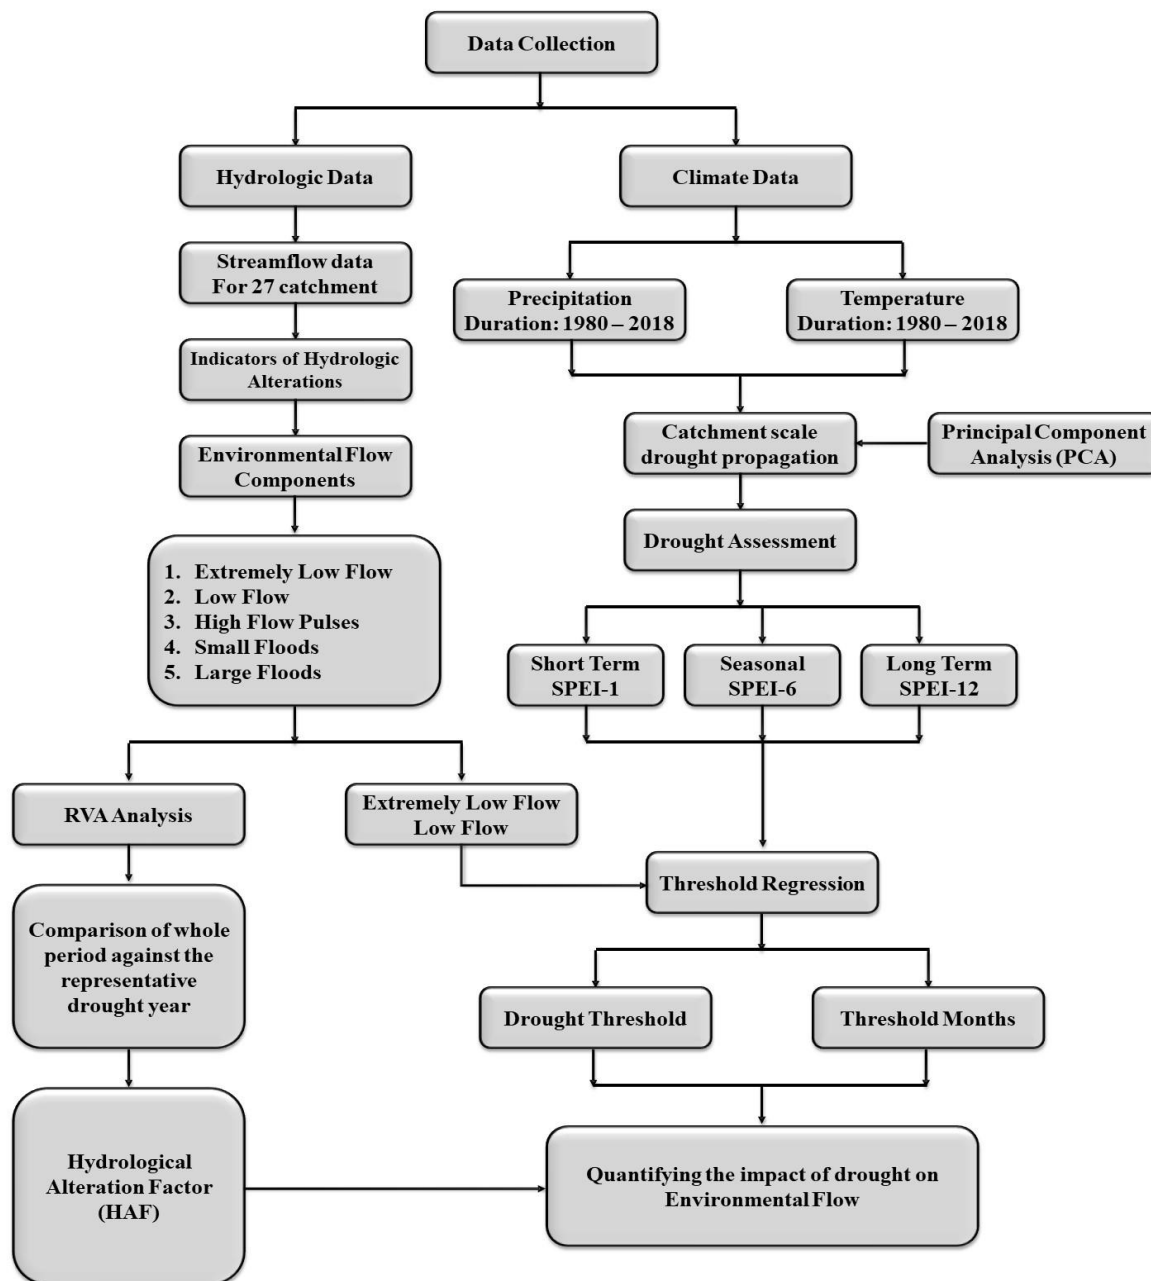 Data Collection
Hydrologic Data
Climate Data
Streamflow data
For 27 catchment
Precipitation
Duration: 1980 – 2018
Temperature
Duration: 1980 – 2018
Indicators of Hydrologic
Alterations
Catchment scale
drought propagation
Principal Component
Analysis (PCA)
Environmental Flow
Components
Drought Assessment
1. Extremely Low Flow
2. Low Flow
3. High Flow Pulses
4. Small Floods
5. Large Floods
Short Term
SPEI-1
Seasonal
SPEI-6
Long Term
SPEI-12
RVA Analysis
Extremely Low Flow
Low Flow
Threshold Regression
Comparison of whole
period against the
representative
drought year
Drought Threshold
Threshold Months
Hydrological
Alteration Factor
(HAF)
Quantifying the impact of drought on
Environmental Flow